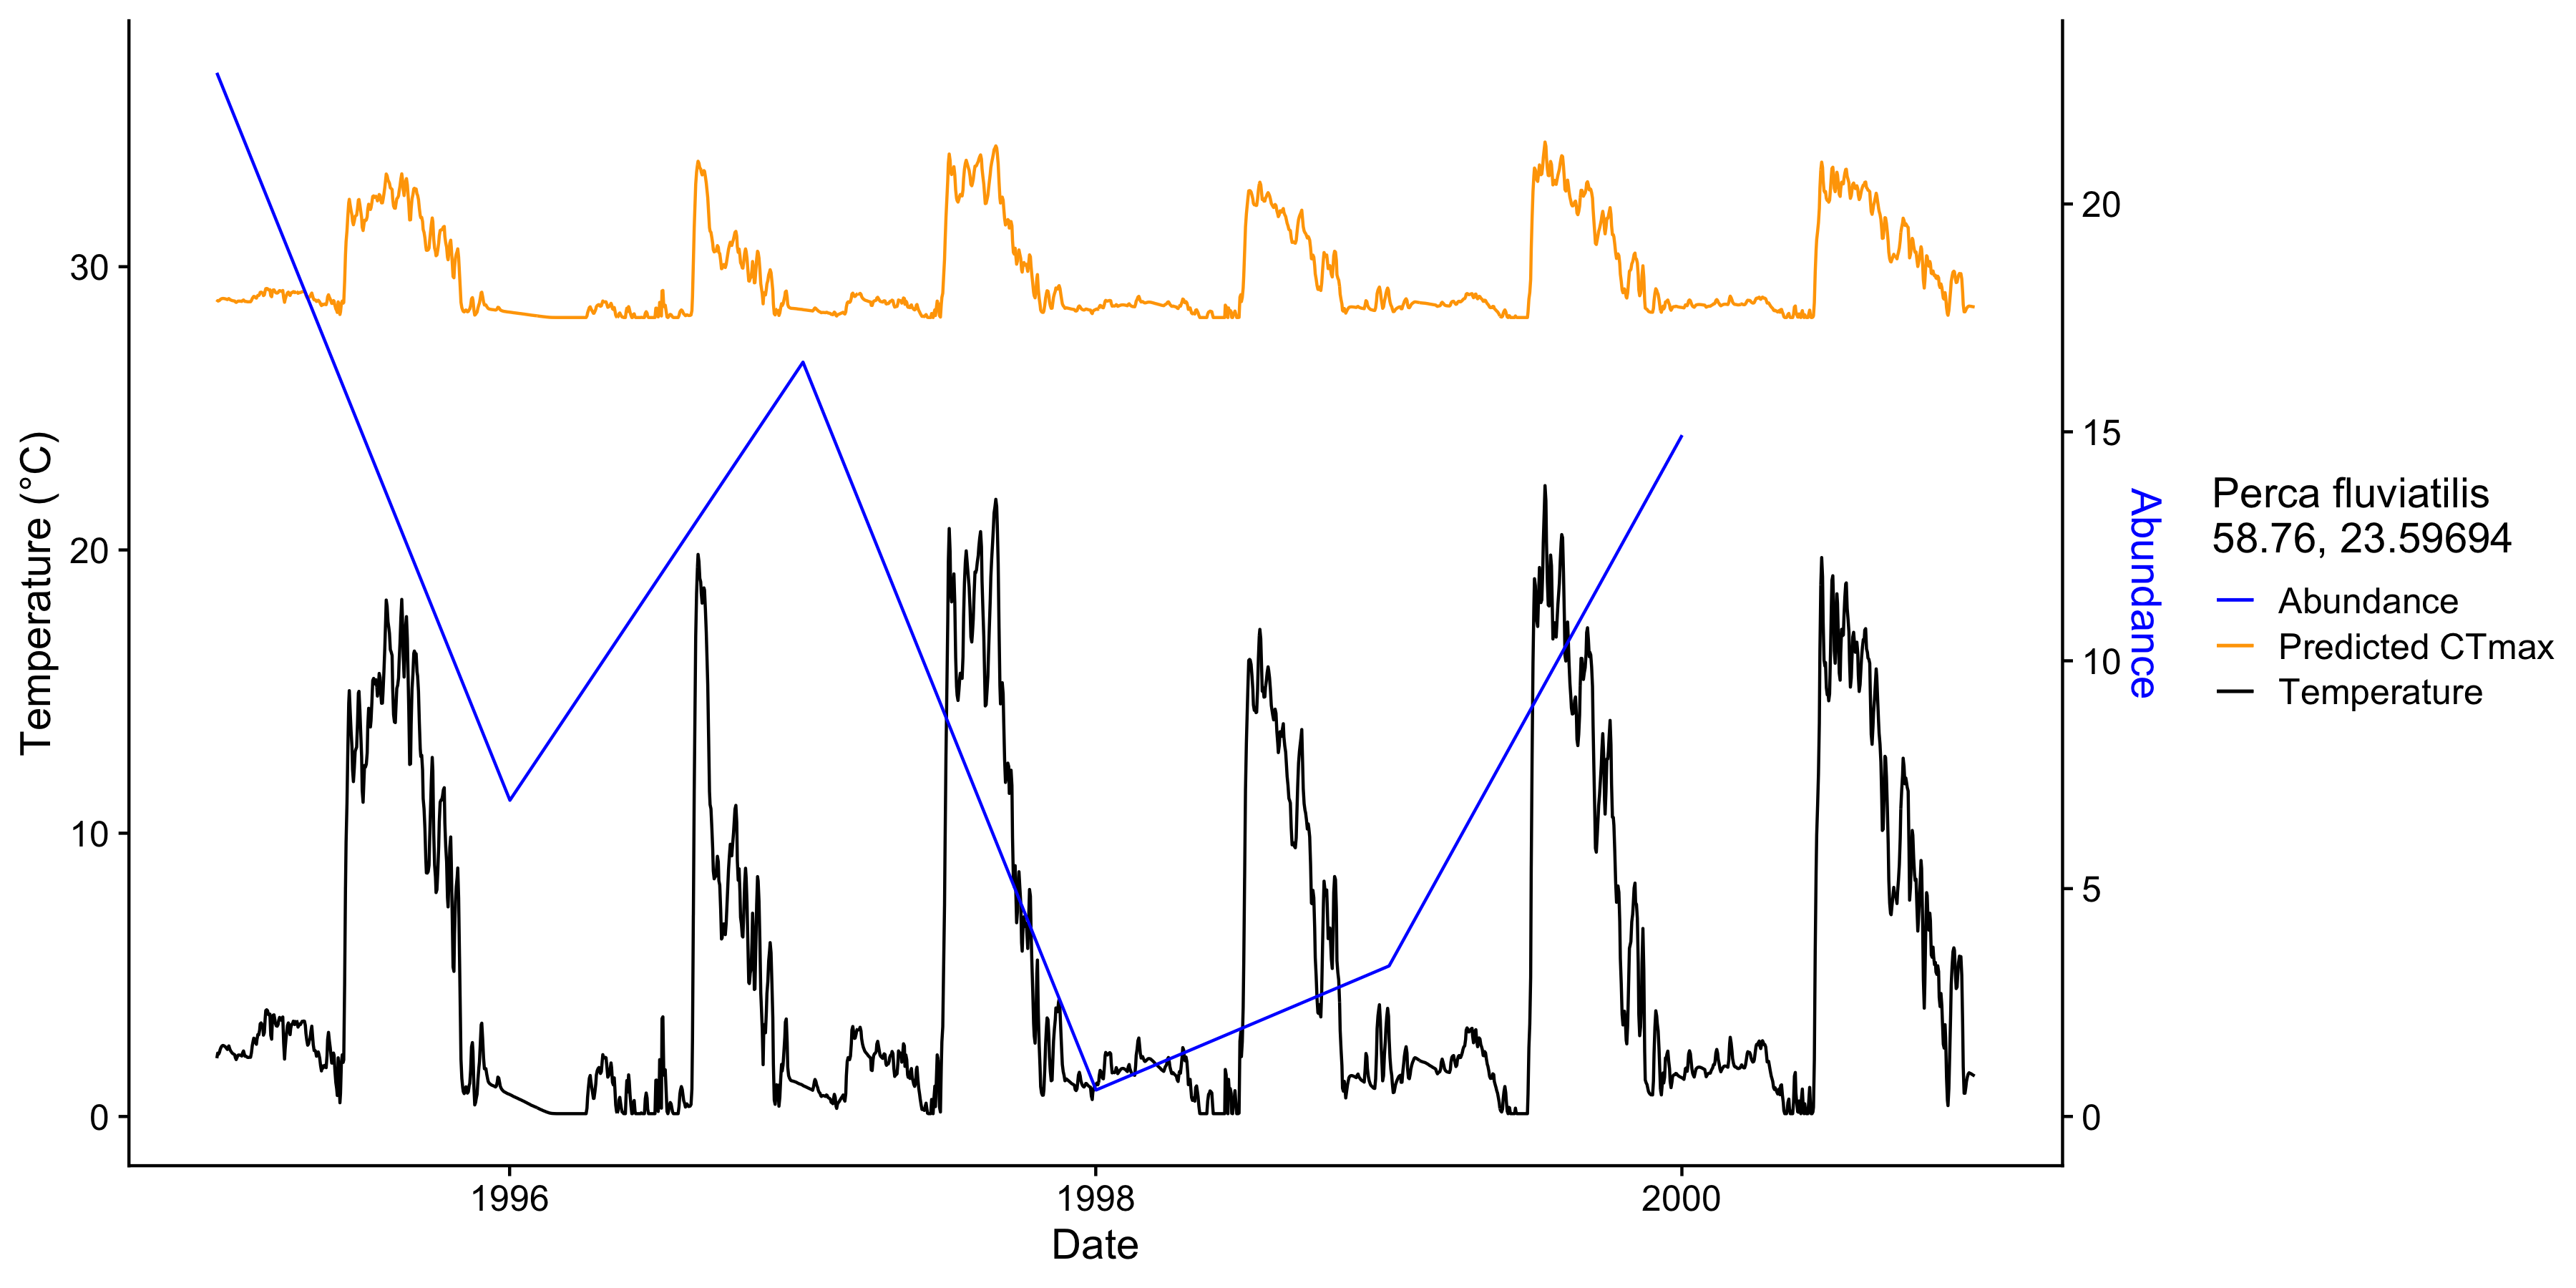 Temperature (°C)
30
20
10
0
1996
1998
2000
Date
20
15
10
5
0
Abundance
Perca fluviatilis
58.76, 23.59694
Abundance
Predicted CTmax
Temperature